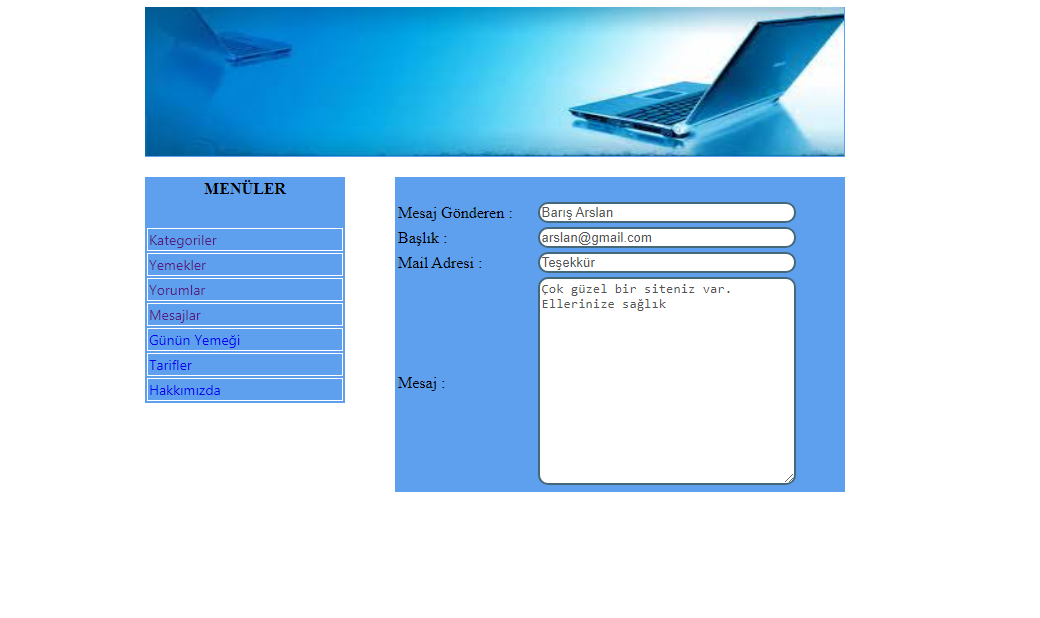 MENÜLER
Kategoriler
Yemekler
Yorumlar
Mesajlar
Günün Yemeği
Tarifler
Hakkımızda
Mesaj Gönderen : Barış Arslan
Başlık : arslan@gmail.com
Mail Adresi : Teşekkür
Mesaj : Çok güzel bir siteniz var.
Ellerinize sağlık